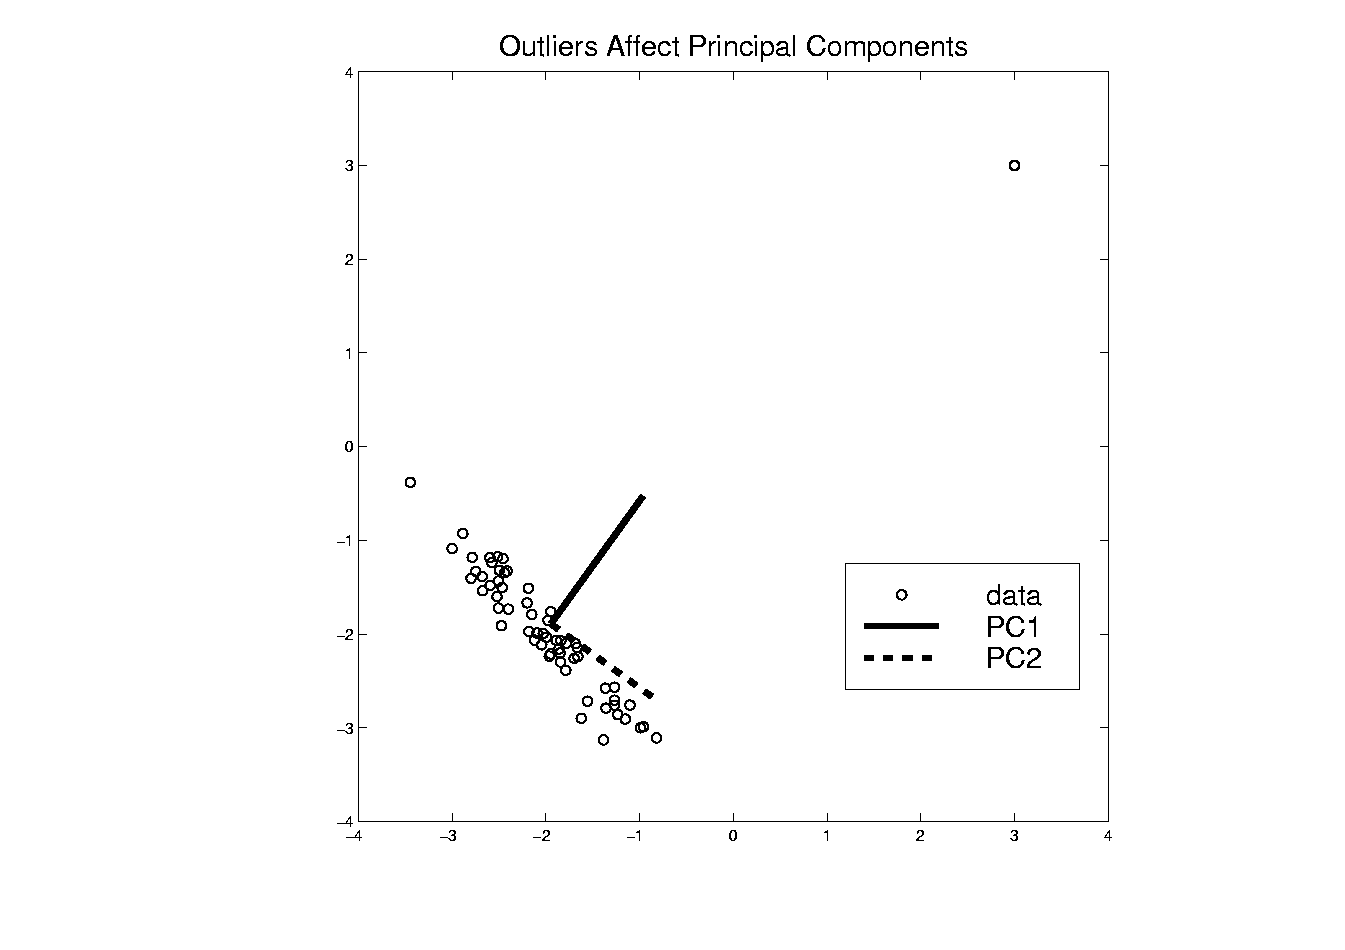 Outliers Affect Principal Components
4
3
2
1
0
−1
−2
−3
−4
−4 −3 −2 −1 0 1 2 3 4
data
PC1
PC2